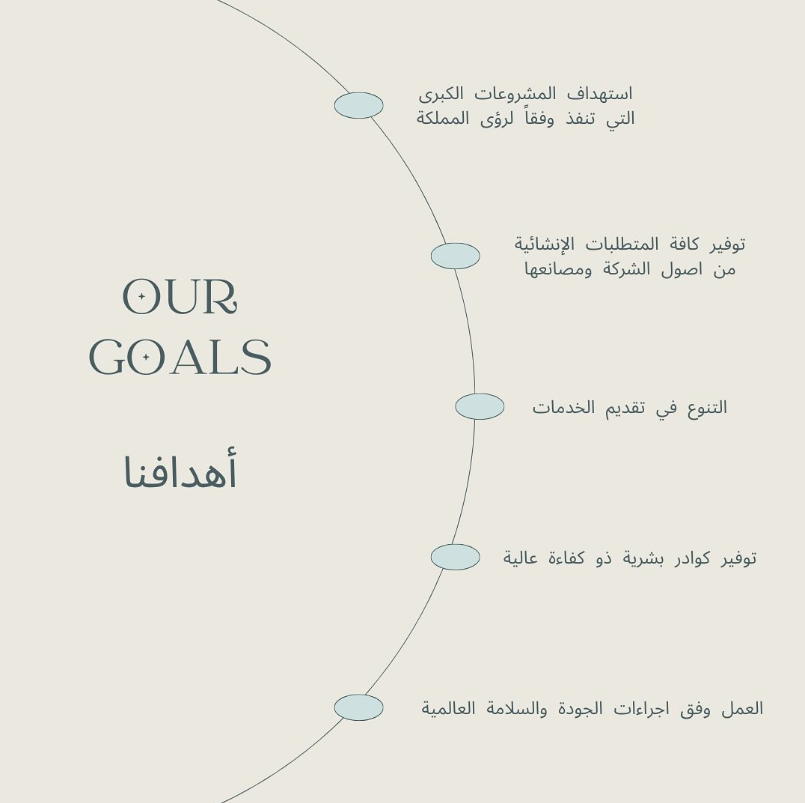 OUR
GOALS
أهدافنا
استهداف المشروعات الكبرى
التي تنفذ وفقاً لرؤى المملكة
توفير كافة المتطلبات الإنشائية
من اصول الشركة ومصانعها
التنوع في تقديم الخدمات
توفير كوادر بشرية ذو كفاءة عالية
العمل وفق اجراءات الجودة والسلامة العالمية